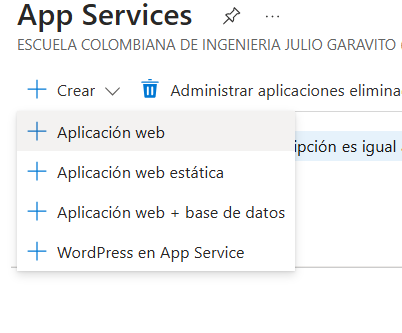 App Services
ESCUELA COLOMBIANA DE INGENIERIA JULIO GARAVITO
Crear
Administrar aplicaciones elimina
Aplicación web
ipción es igual
Aplicación web estática
Aplicación web + base de datos
WordPress en App Service